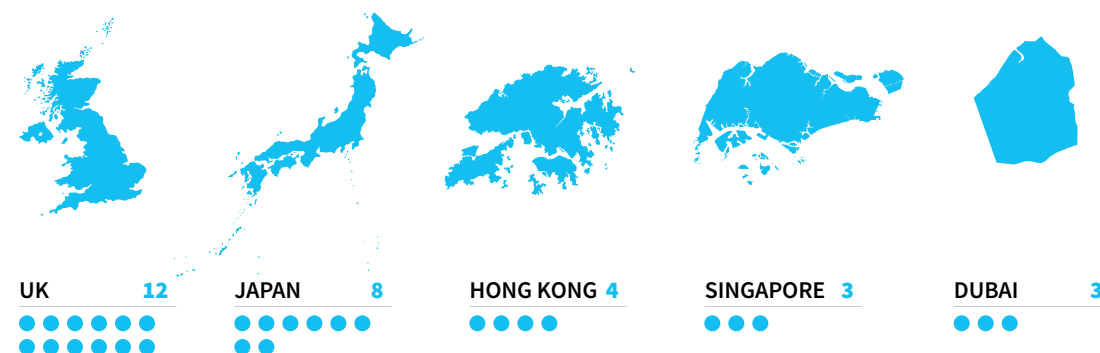 UK 12
JAPAN 8
HONG KONG 4
SINGAPORE 3
DUBAI 3